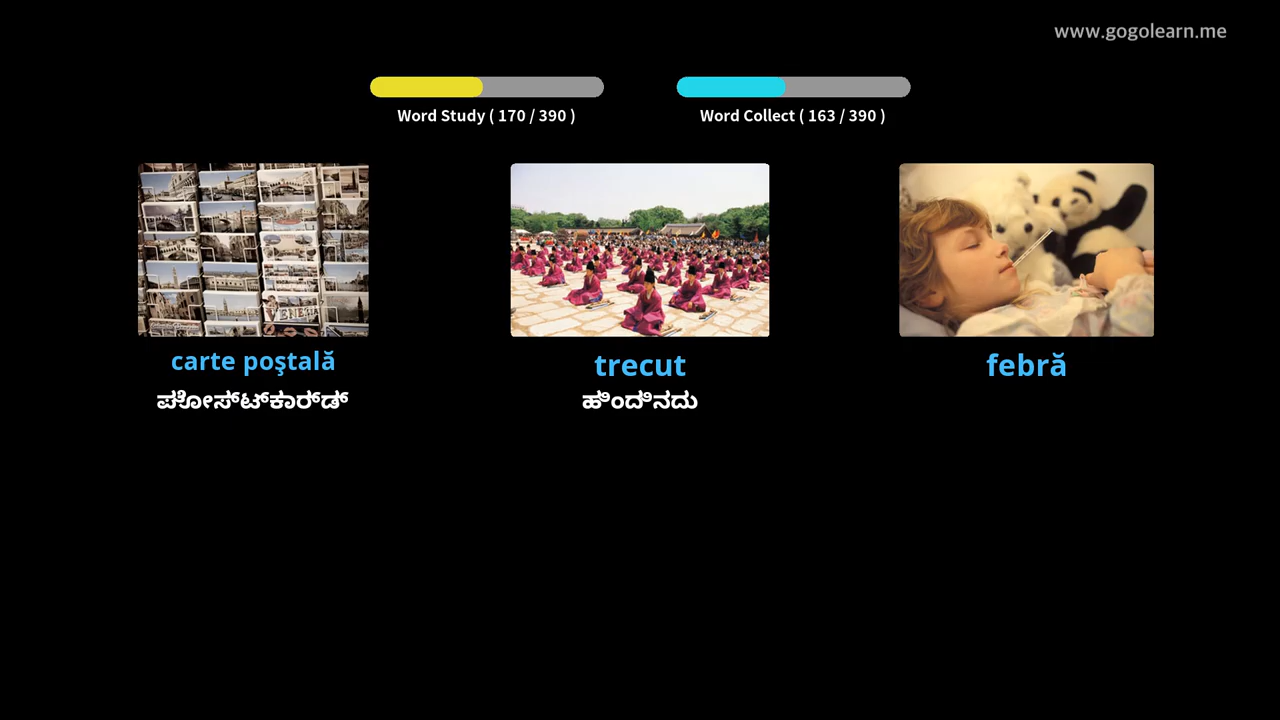 www.gogolearn.me
Word Study ( 170 / 390 )
Word Collect ( 163 / 390 )
carte poştală
trecut
febră
ಪೋಸ್ಟ್‌ಕಾರ್ಡ್
ಹಿಂದಿನದು